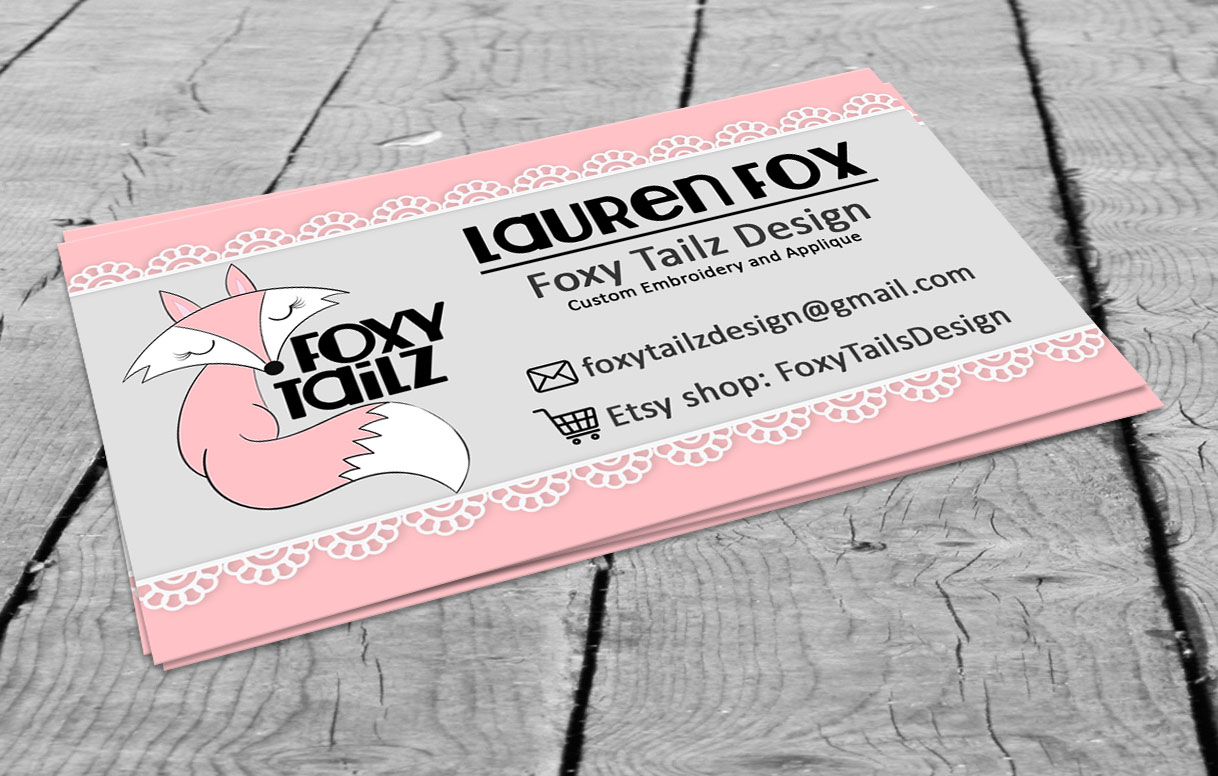 LAUREN FOX
Foxy Tailz Design
Custom Embroidery and Applique
FOXY
TAILZ
foxytailzdesign@gmail.com
Etsy shop: FoxyTailsDesign